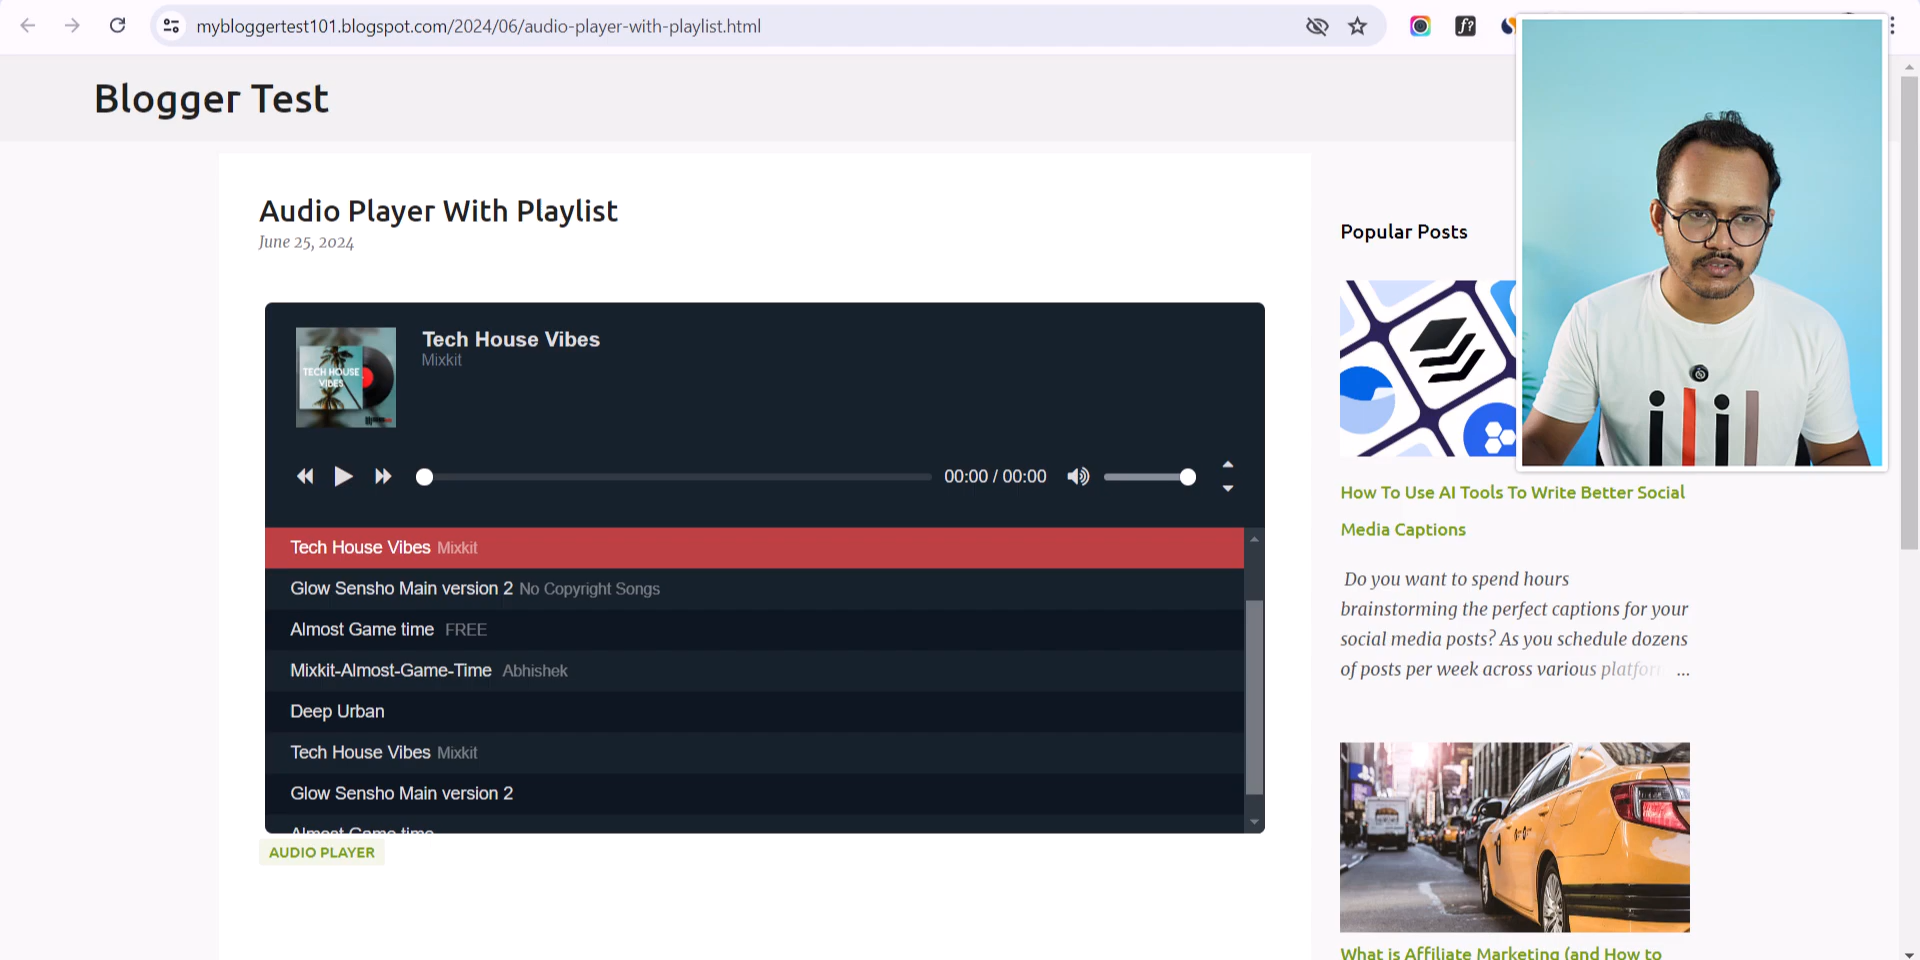 mybloggertest101.blogspot.com/2024/06/audio-player-with-playlist.html
f?
Blogger Test
Audio Player With Playlist
June 25, 2024
TECH HOUSE
VIBES
Tech House Vibes
Mixkit
00:00 / 00:00
Tech House Vibes Mixkit
Glow Sensho Main version 2 No Copyright Songs
Almost Game time FREE
Mixkit-Almost-Game-Time Abhishek
Deep Urban
Tech House Vibes Mixkit
Glow Sensho Main version 2
Almost Game time
AUDIO PLAYER
Popular Posts
How To Use AI Tools To Write Better Social
Media Captions
Do you want to spend hours
brainstorming the perfect captions for your
social media posts? As you schedule dozens
of posts per week across various platfor ...
What is Affiliate Marketing (and How to